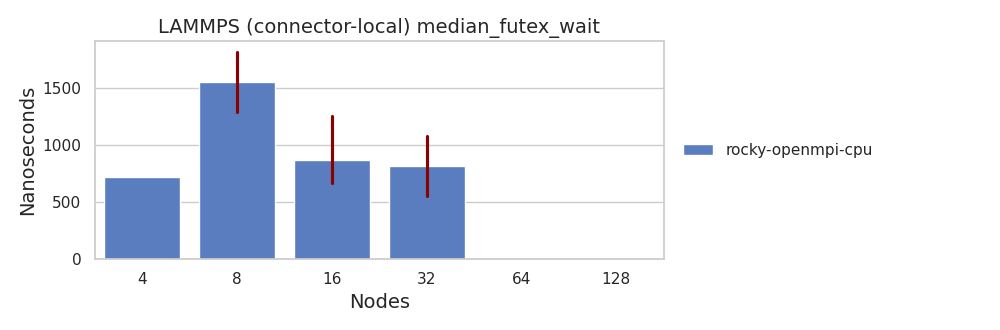 LAMMPS (connector-local) median_futex_wait
Nanoseconds
1500
1000
500
0
4 8 16 32 64 128
Nodes
rocky-openmpi-cpu